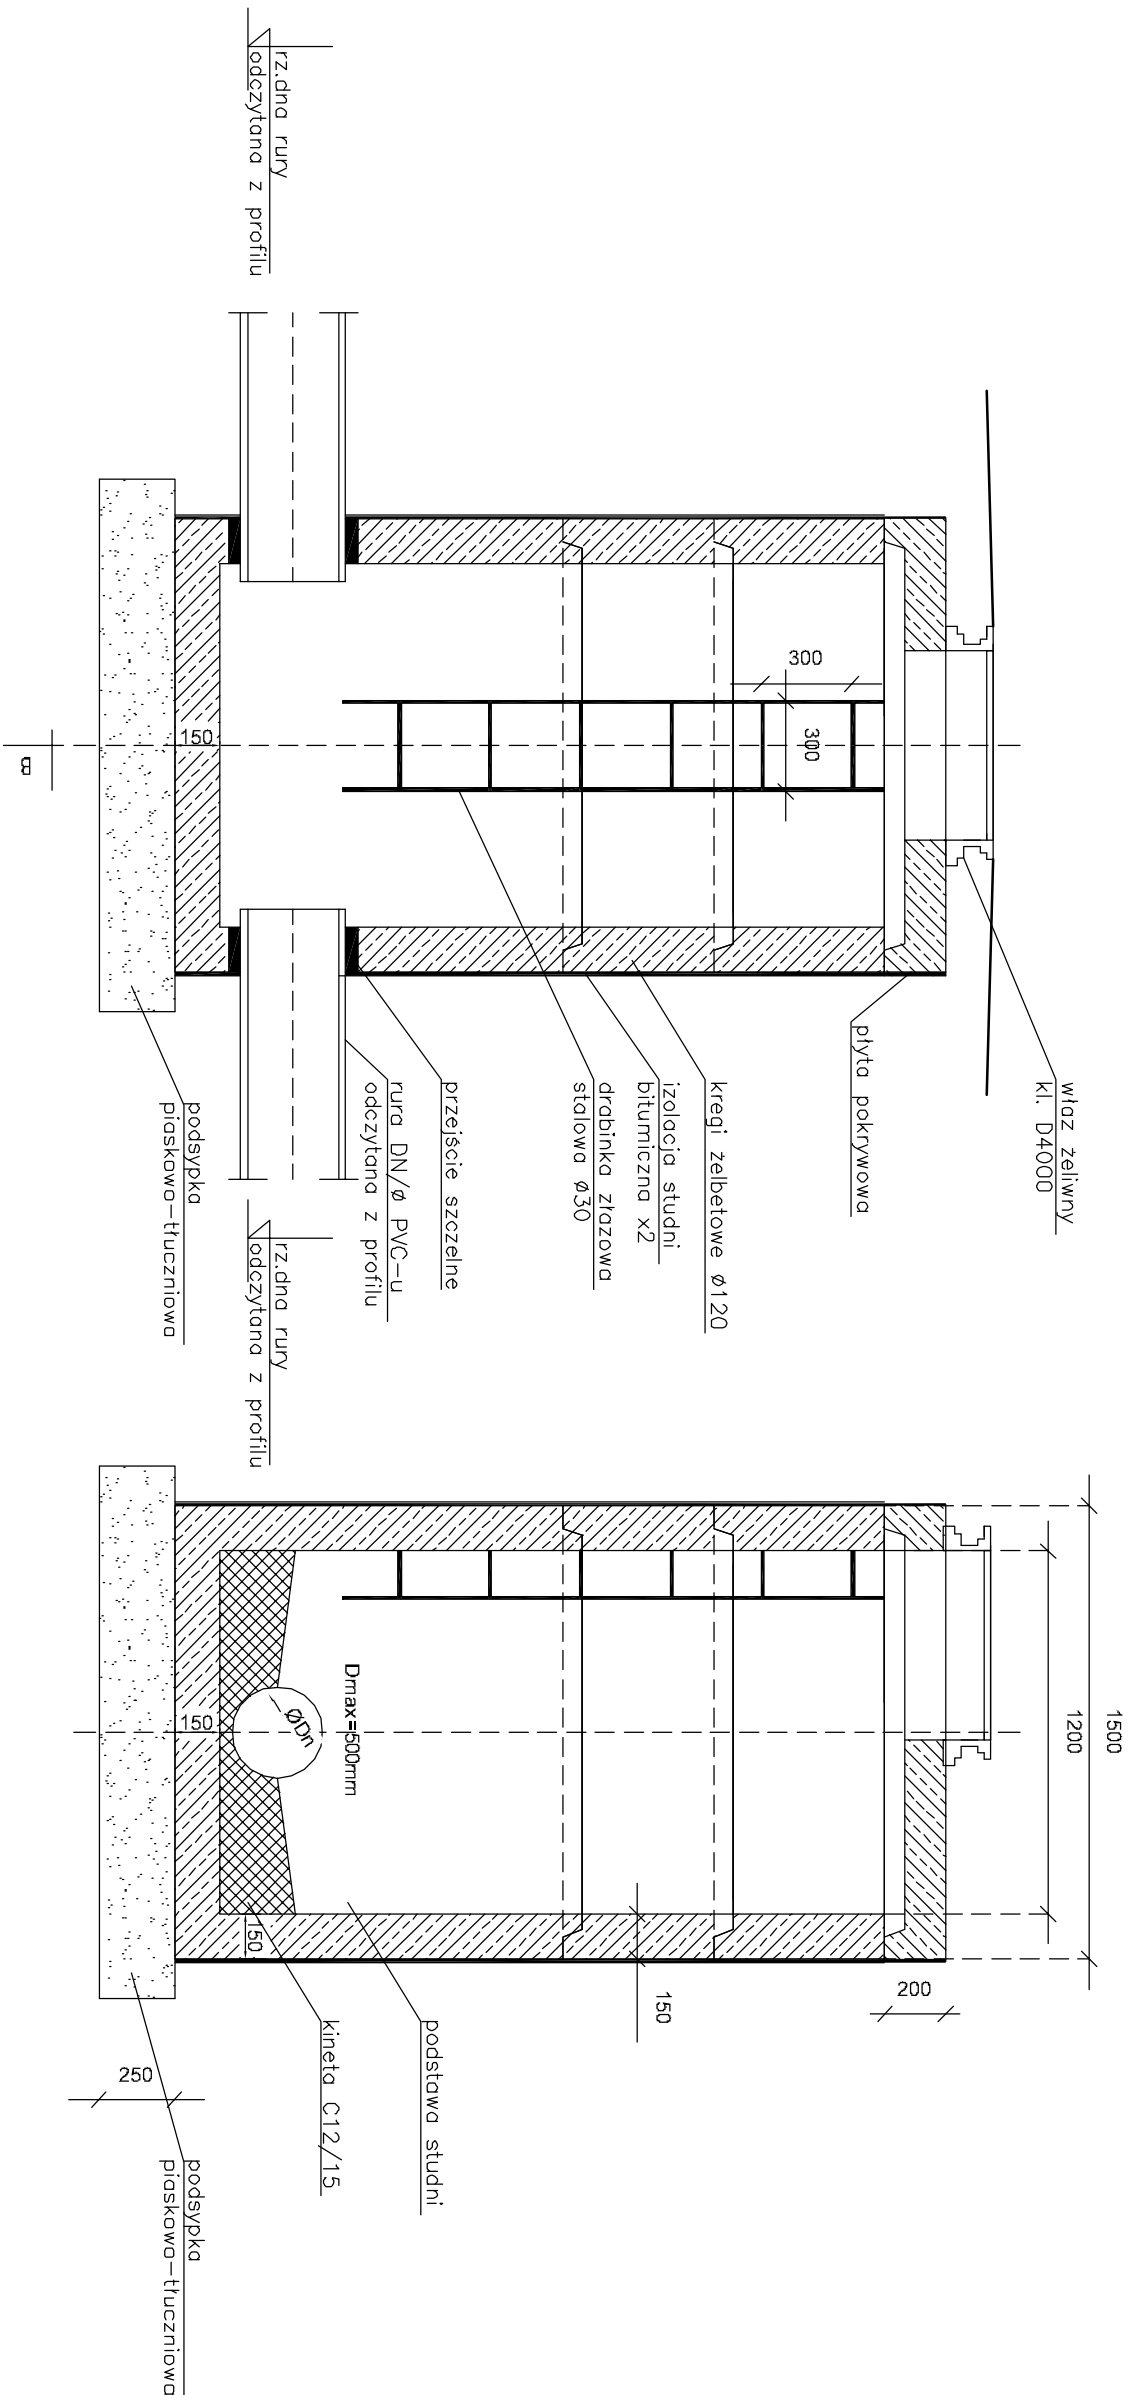 rz.dna rury
odczytana z profilu
300
300
150
B
właz żeliwny
kl. D4000
płyta pokrywowa
kregi żelbetowe ø120
izolacja studni
bitumiczna x2
drabinka złazowa
stalowa ø30
przejście szczelne
rura DN/ø PVC-u
odczytana z profilu
rz.dna rury
odczytana z profilu
podsypka
piaskowo-tłuczniowa
1500
1200
200
150
Dmax=500mm
ØDn
150
50
250
podstawa studni
kineta C12/15
podsypka
piaskowo-tłuczniowa